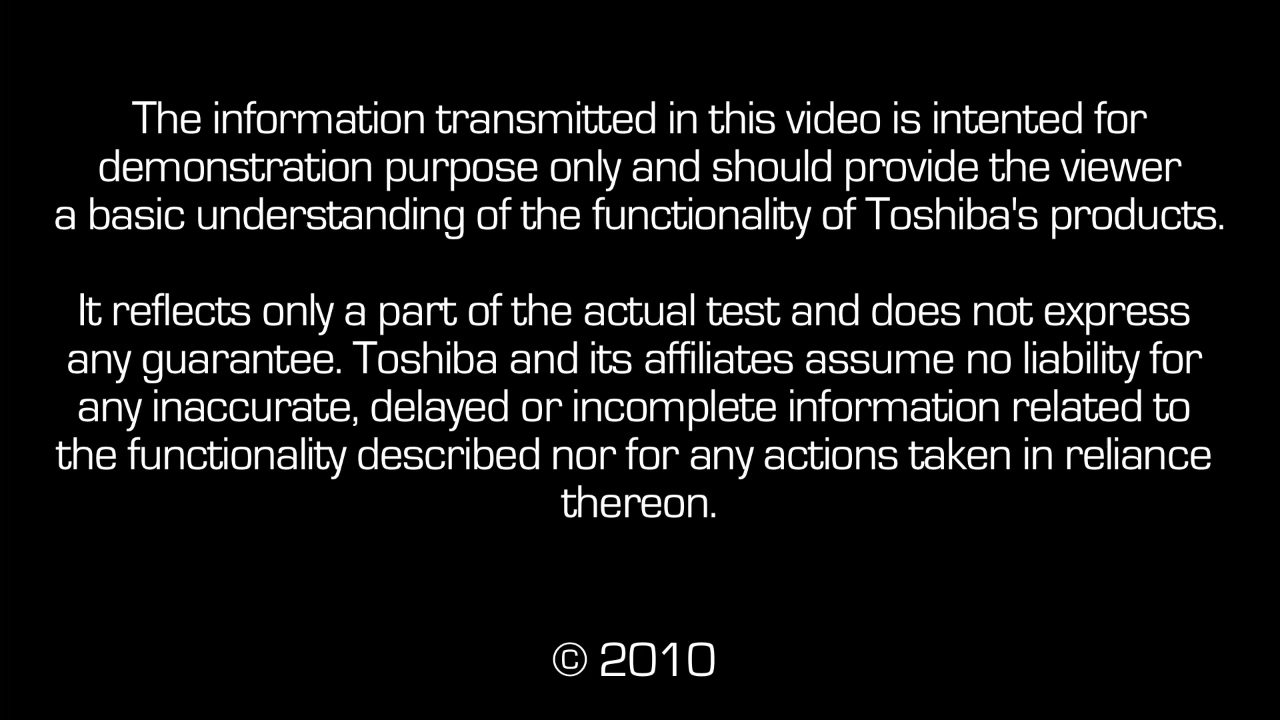 The information transmitted in this video is intented for
demonstration purpose only and should provide the viewer
a basic understanding of the functionality of Toshiba's products.
It reflects only a part of the actual test and does not express
any guarantee. Toshiba and its affiliates assume no liability for
any inaccurate, delayed or incomplete information related to
the functionality described nor for any actions taken in reliance
thereon.
© 2010